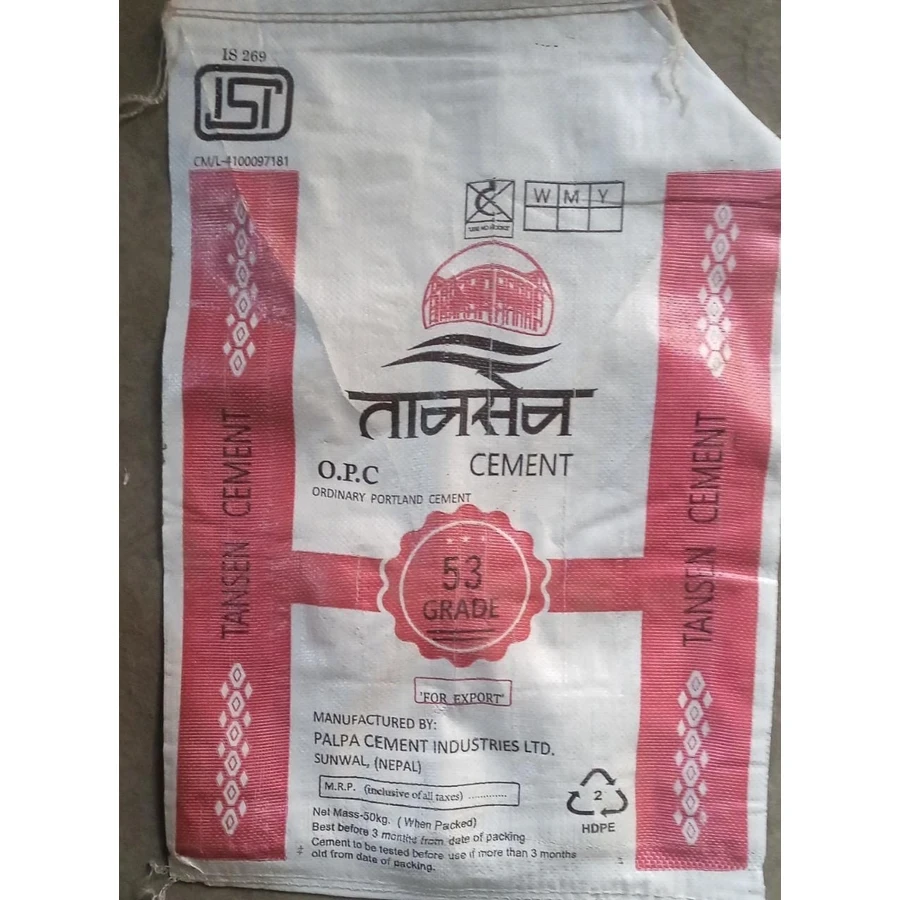 IS 269
ISI
CM/L-4100097181
USE NO HOOKS
W M Y
तानसेन
CEMENT
O.P.C
ORDINARY PORTLAND CEMENT
TANSEN CEMENT
TANSEN CEMENT
53
GRADE
'FOR EXPORT'
MANUFACTURED BY:
PALPA CEMENT INDUSTRIES LTD.
SUNWAL, (NEPAL)
M.R.P. (inclusive of all taxes) ............
Net Mass-50kg. (When Packed)
Best before 3 months from date of packing
Cement to be tested before use if more than 3 months
old from date of packing.
2
HDPE